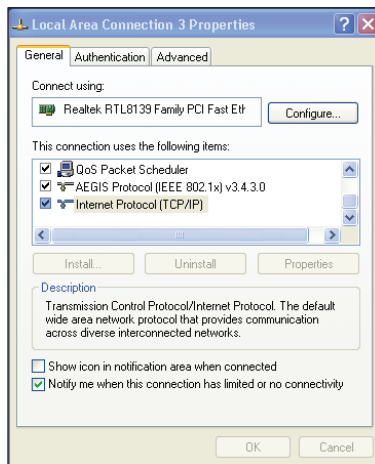 Local Area Connection 3 Properties
General Authentication Advanced
Connect using:
Realtek RTL8139 Family PCI Fast Eth
Configure...
This connection uses the following items:
QoS Packet Scheduler
AEGIS Protocol (IEEE 802.1x) v3.4.3.0
Internet Protocol (TCP/IP)
Install... Uninstall Properties
Description
Transmission Control Protocol/Internet Protocol. The default
wide area network protocol that provides communication
across diverse interconnected networks.
Show icon in notification area when connected
Notify me when this connection has limited or no connectivity
OK Cancel